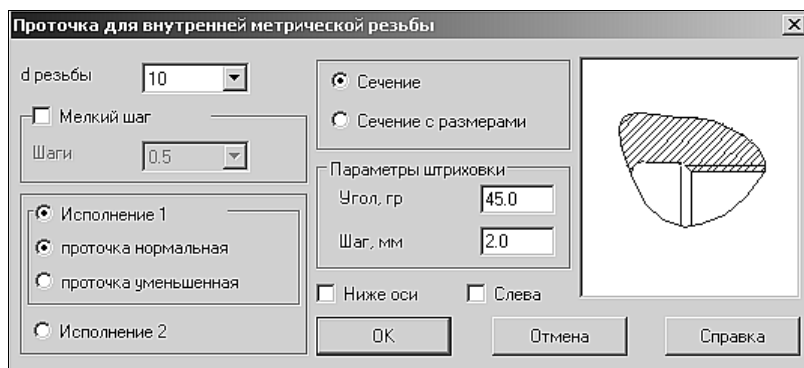 Проточка для внутренней метрической резьбы
d резьбы
10
Мелкий шаг
Шаги
0.5
Исполнение 1
проточка нормальная
проточка уменьшенная
Исполнение 2
Сечение
Сечение с размерами
Параметры штриховки
Угол, гр
45.0
Шаг, мм
2.0
Ниже оси
Слева
OK
Отмена
Справка